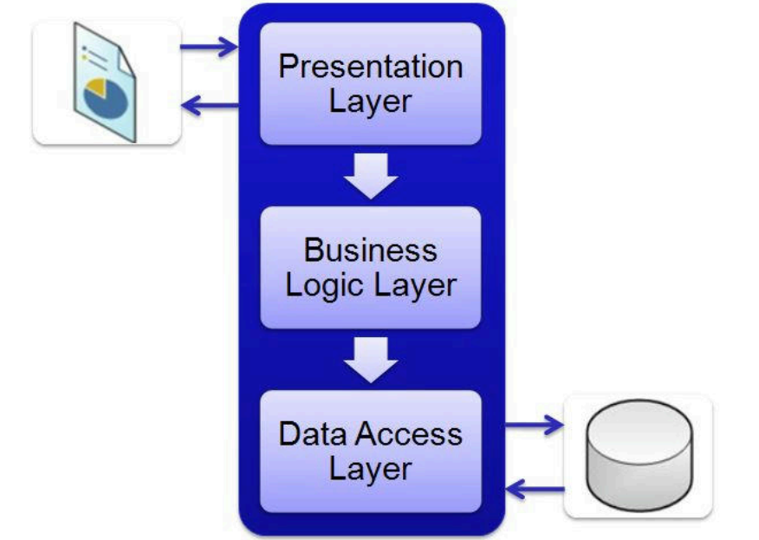 Presentation
Layer
Business
Logic Layer
Data Access
Layer